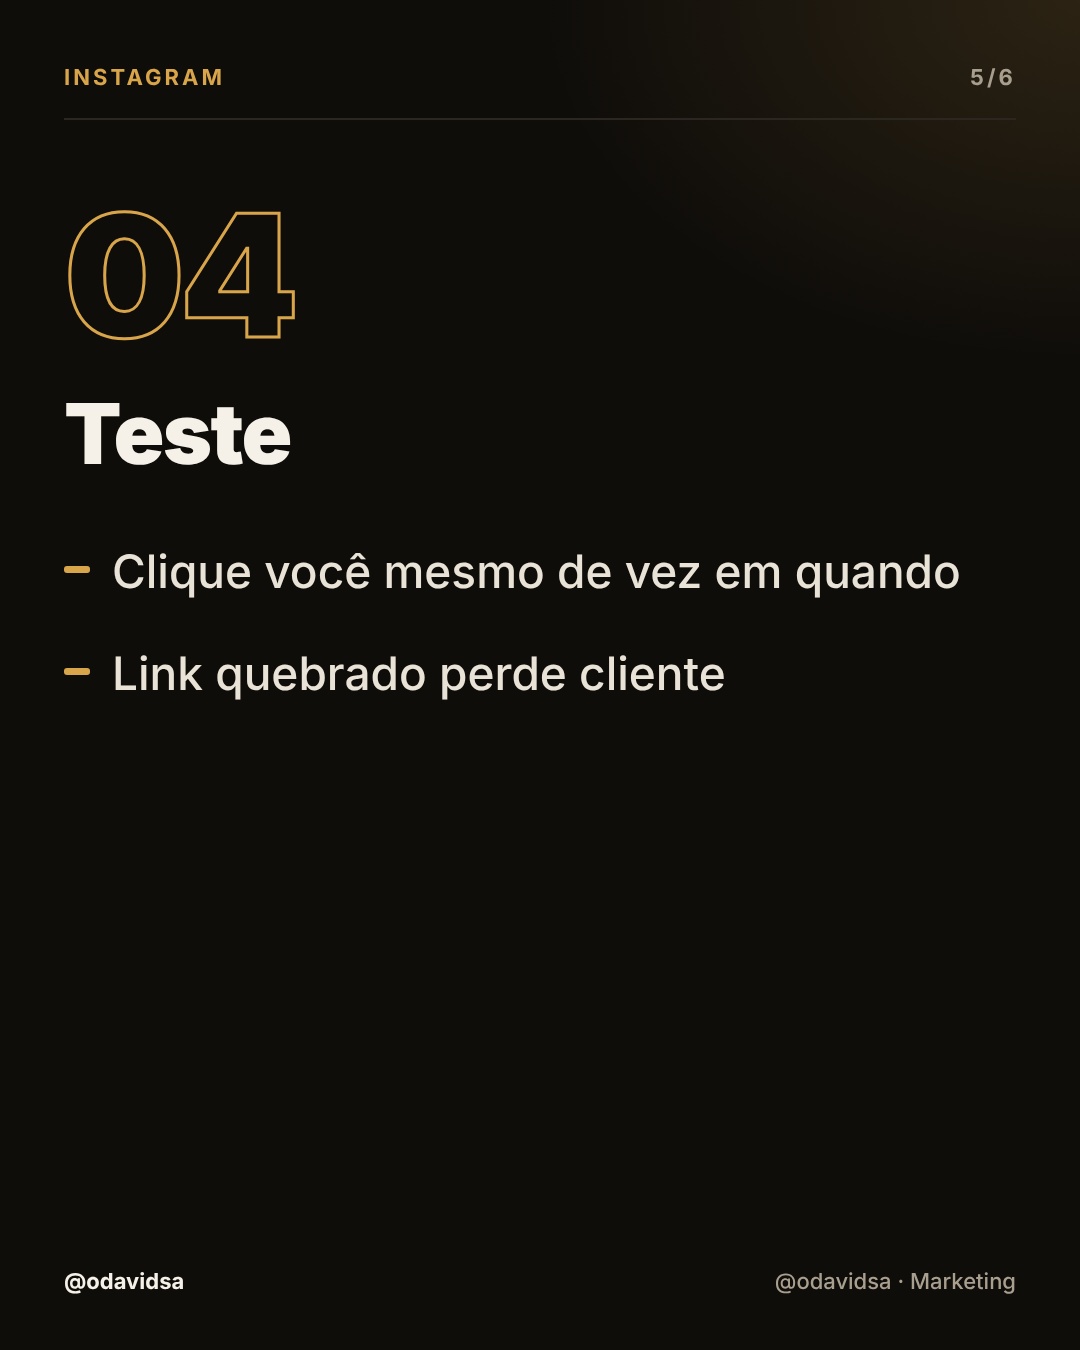 INSTAGRAM
5/6
04
Teste
Clique você mesmo de vez em quando
Link quebrado perde cliente
@odavidsa
@odavidsa · Marketing